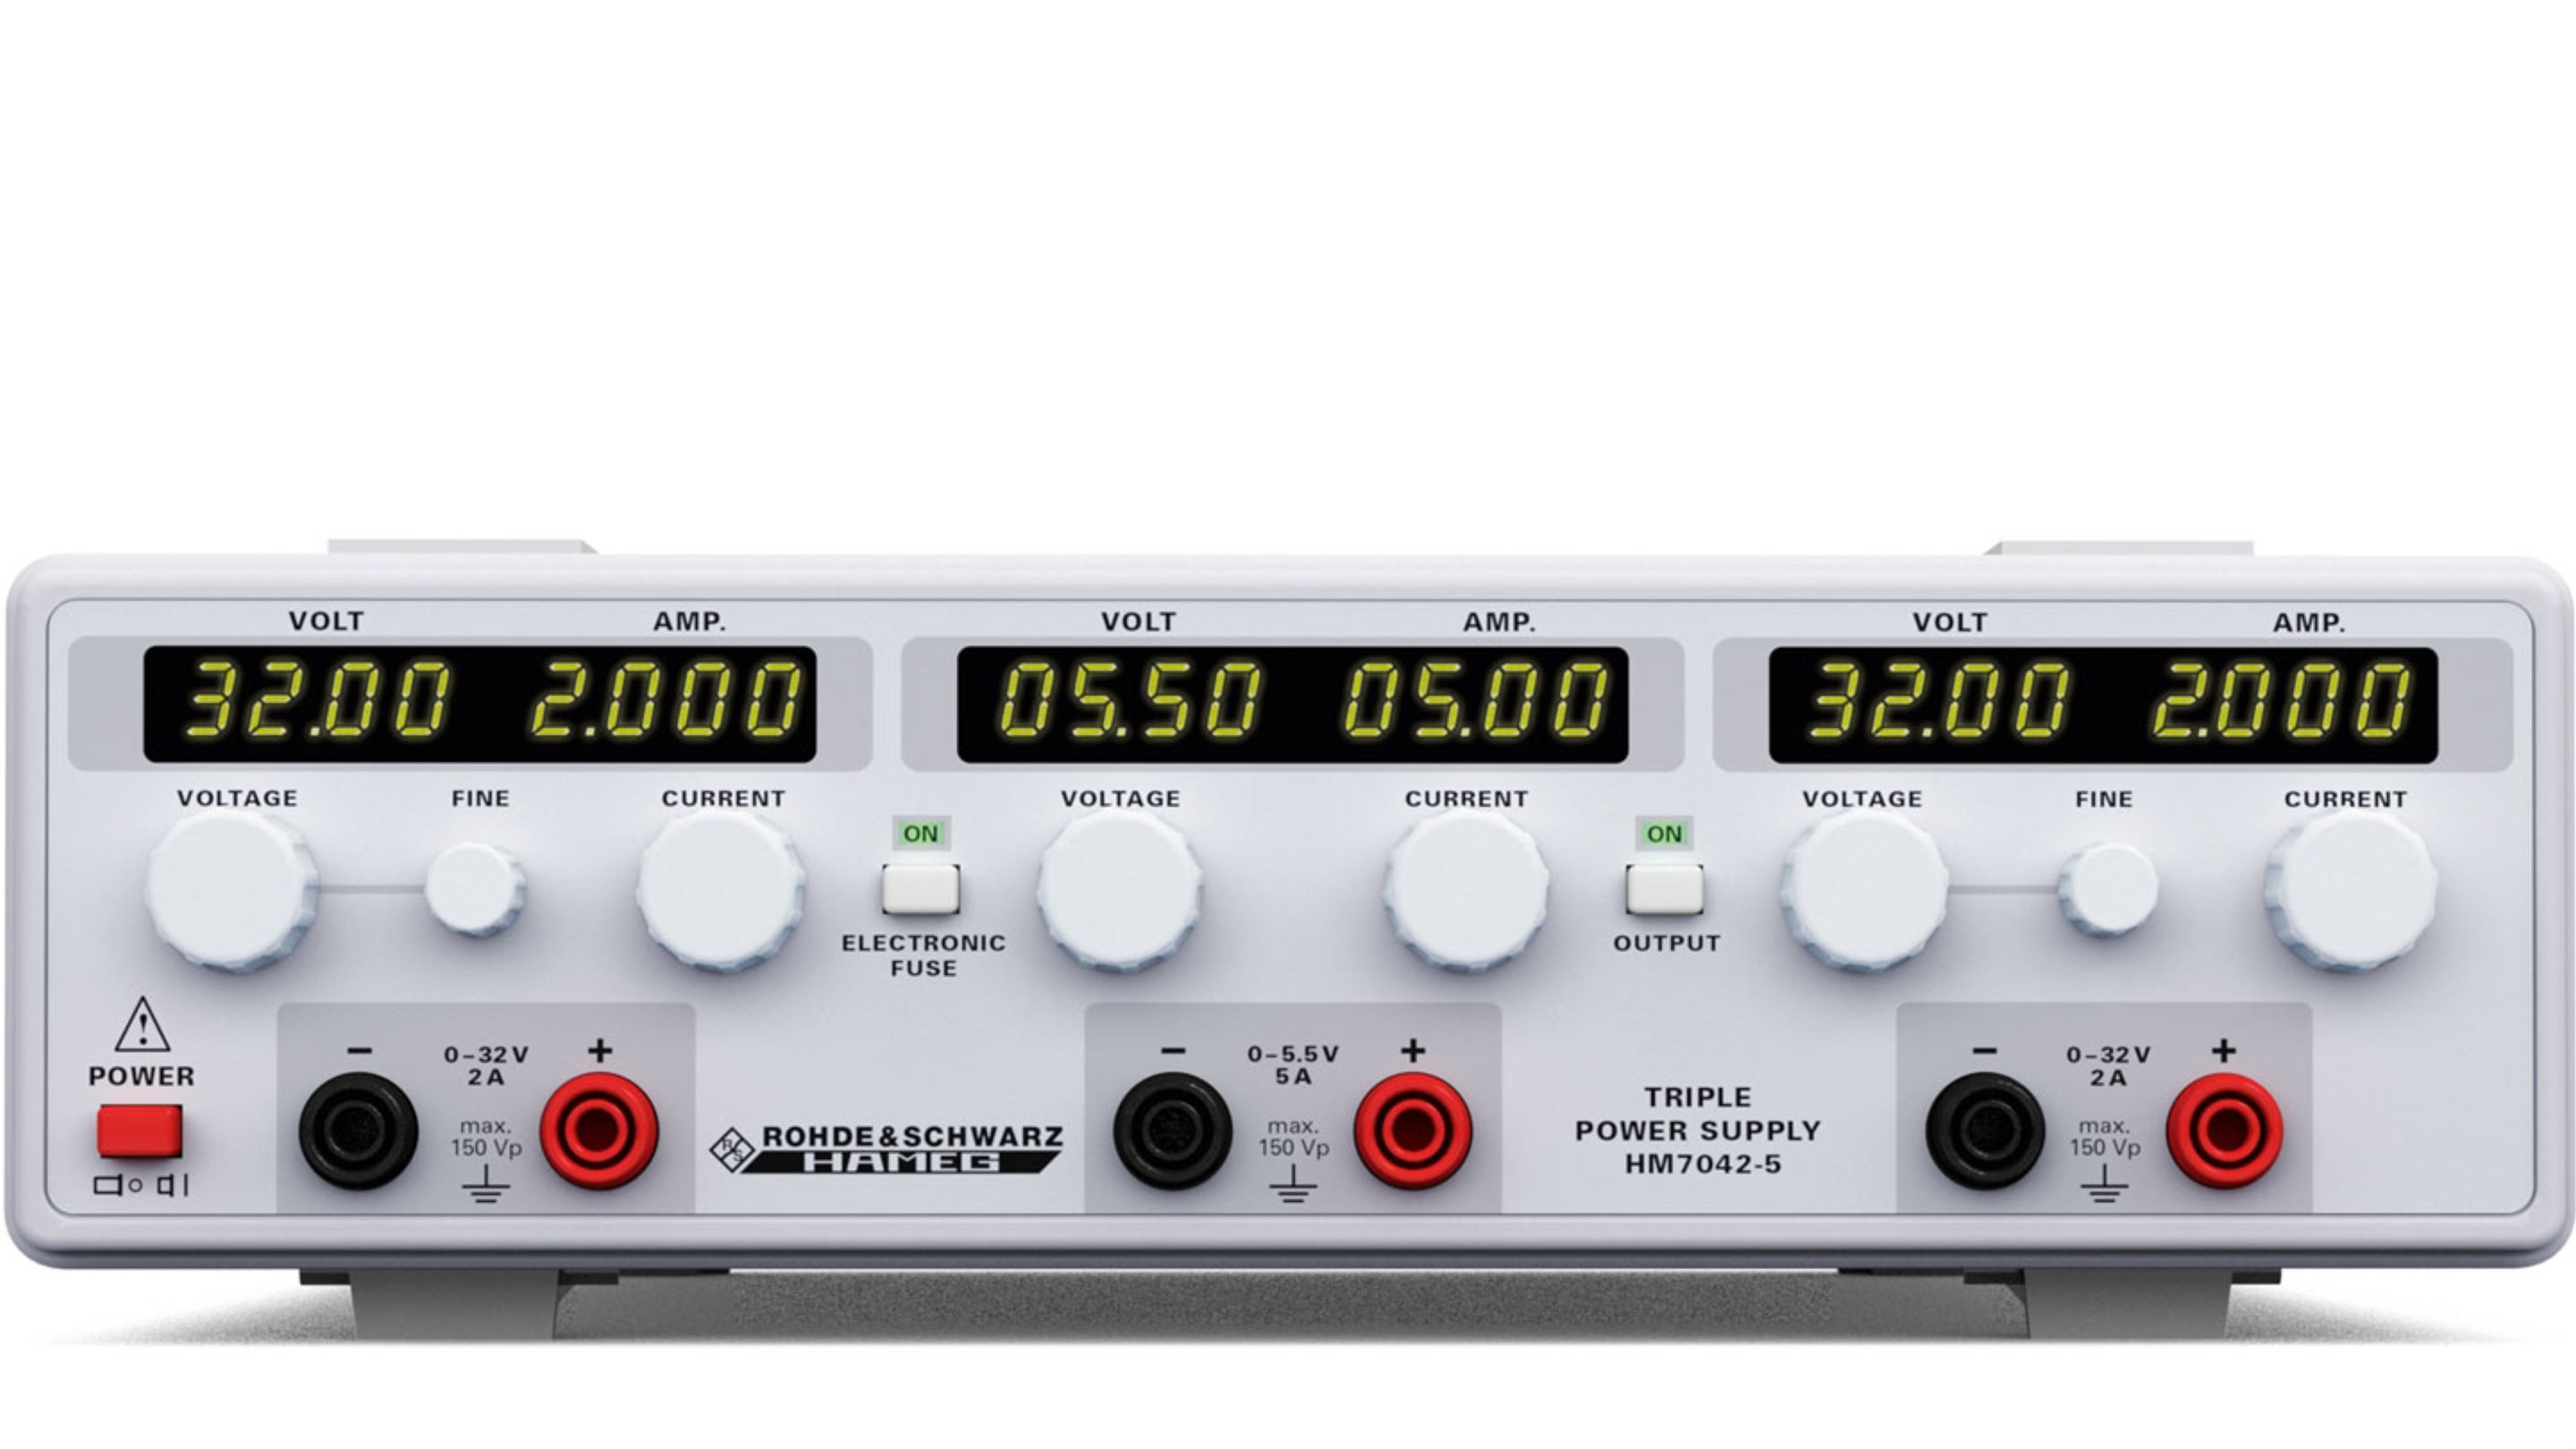 VOLT AMP. VOLT AMP. VOLT AMP.
32.00 2.000 05.50 05.00 32.00 2.000
VOLTAGE FINE CURRENT VOLTAGE CURRENT VOLTAGE FINE CURRENT
ON ON
ELECTRONIC OUTPUT
FUSE
POWER
− 0–32 V + − 0–5.5 V + − 0–32 V +
2 A 5 A 2 A
max. max. max.
150 Vp 150 Vp 150 Vp
R&S ROHDE & SCHWARZ
HAMEG
TRIPLE
POWER SUPPLY
HM7042-5